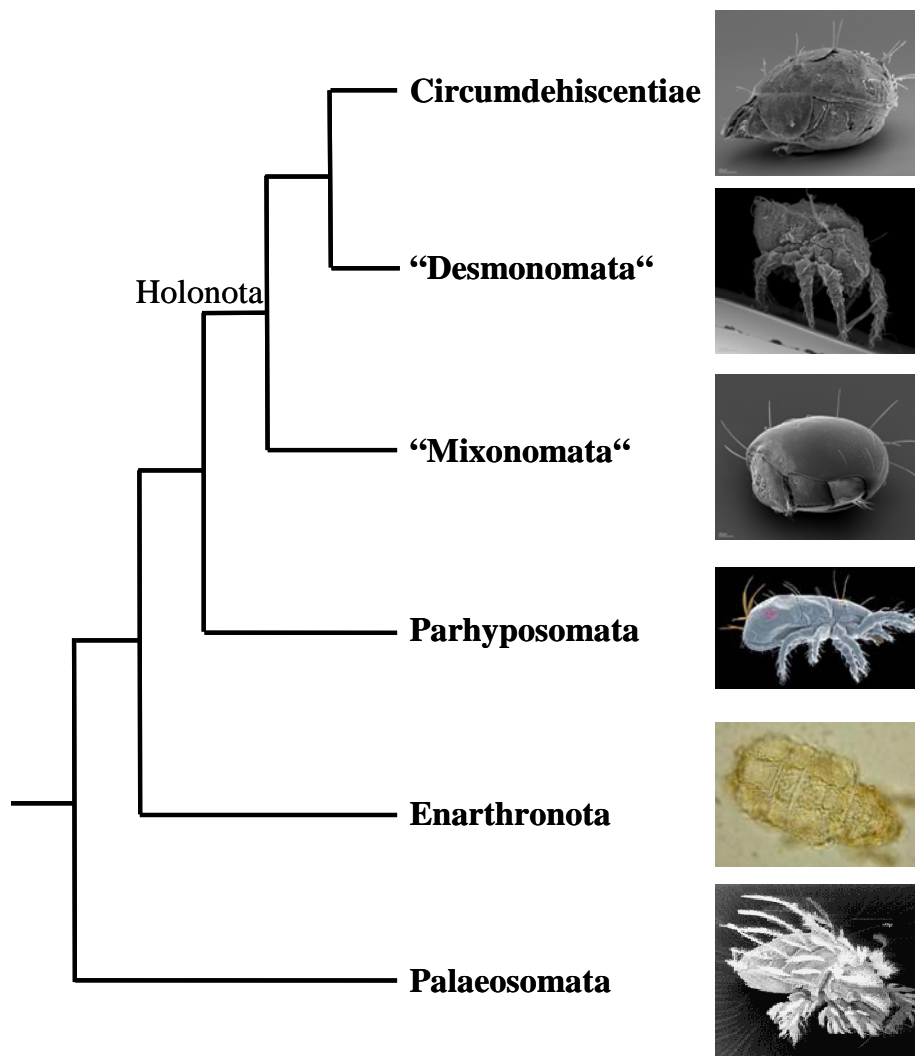 Circumdehiscentiae
“Desmonomata“
Holonota
“Mixonomata“
Parhyposomata
Enarthronota
Palaeosomata